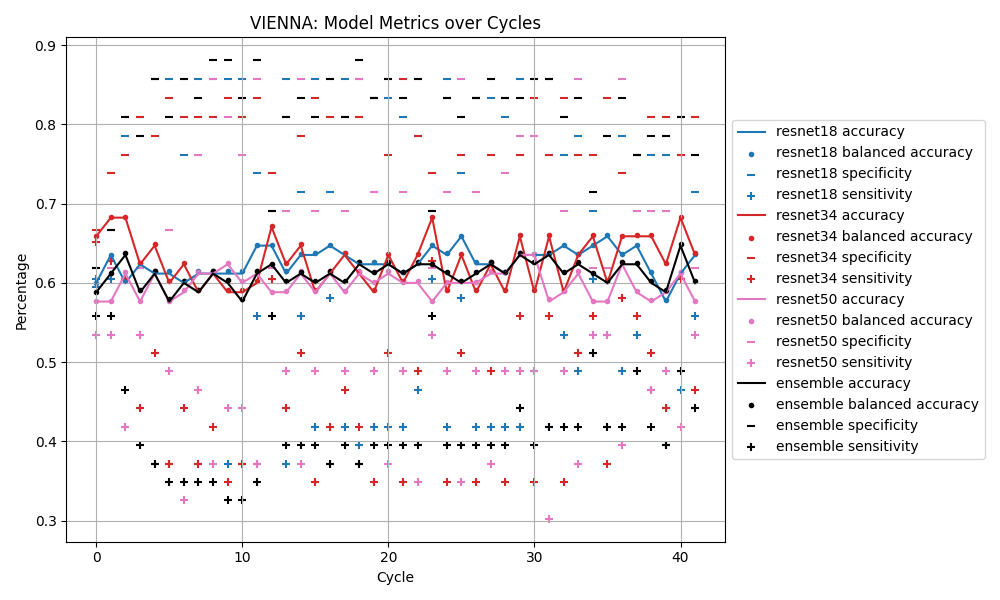 VIENNA: Model Metrics over Cycles
0.9
0.8
0.7
0.6
0.5
0.4
0.3
Percentage
0
10
20
30
40
Cycle
resnet18 accuracy
resnet18 balanced accuracy
resnet18 specificity
resnet18 sensitivity
resnet34 accuracy
resnet34 balanced accuracy
resnet34 specificity
resnet34 sensitivity
resnet50 accuracy
resnet50 balanced accuracy
resnet50 specificity
resnet50 sensitivity
ensemble accuracy
ensemble balanced accuracy
ensemble specificity
ensemble sensitivity